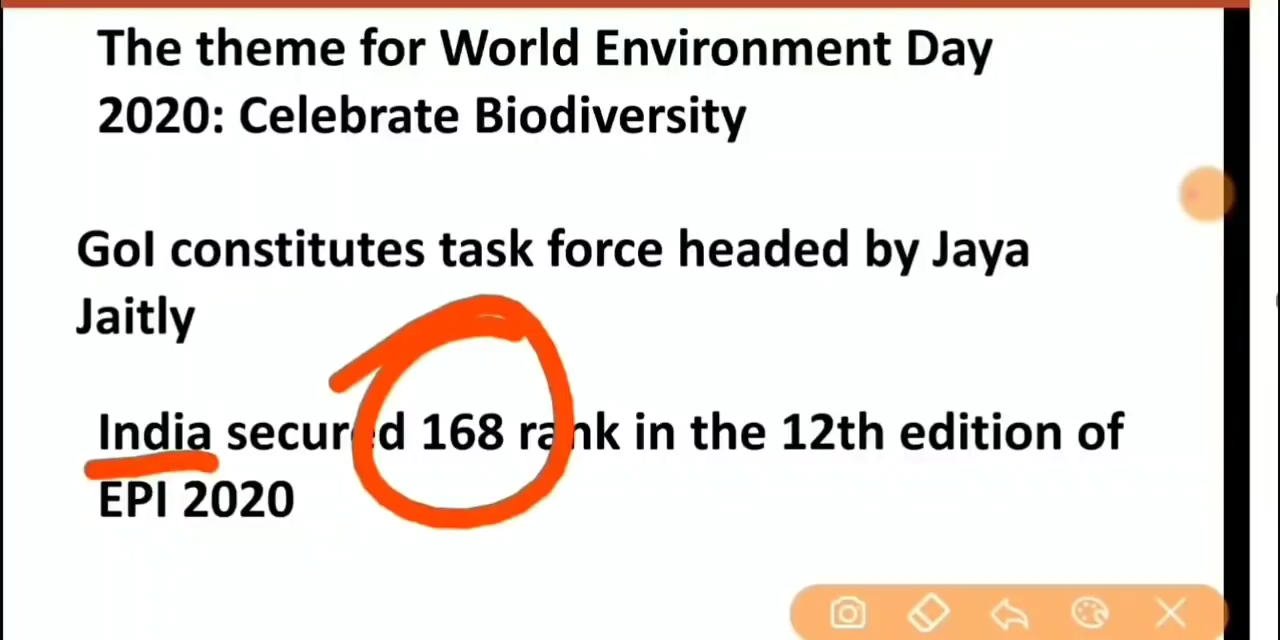 The theme for World Environment Day
2020: Celebrate Biodiversity
GoI constitutes task force headed by Jaya
Jaitly
India secured 168 rank in the 12th edition of
EPI 2020